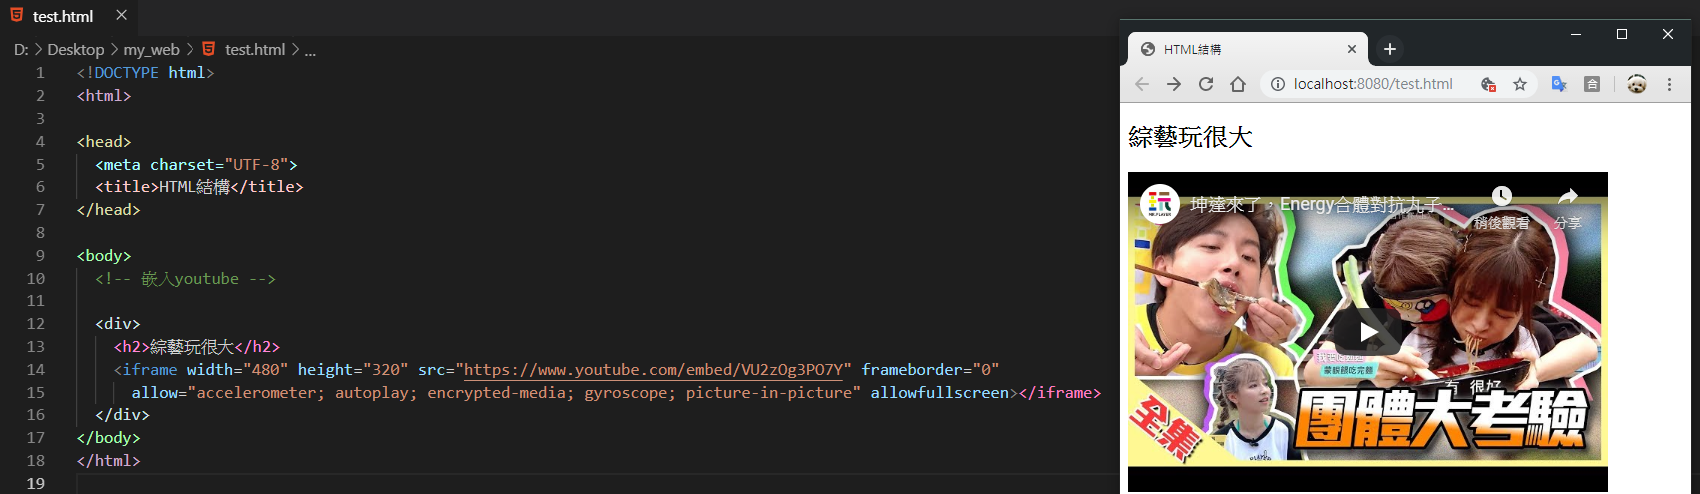 test.html
D: > Desktop > my_web > test.html > ...
1 <!DOCTYPE html>
2 <html>
3
4 <head>
5 <meta charset="UTF-8">
6 <title>HTML結構</title>
7 </head>
8
9 <body>
10 <!-- 嵌入youtube -->
11
12 <div>
13 <h2>綜藝玩很大</h2>
14 <iframe width="480" height="320" src="https://www.youtube.com/embed/VU2zOg3PO7Y" frameborder="0"
15 allow="accelerometer; autoplay; encrypted-media; gyroscope; picture-in-picture" allowfullscreen></iframe>
16 </div>
17 </body>
18 </html>
19
HTML結構
localhost:8080/test.html
綜藝玩很大
坤達來了，Energy合體對抗丸子...
稍後觀看
分享
蒙眼餵吃完麵
有 很好
全集
團體大考驗